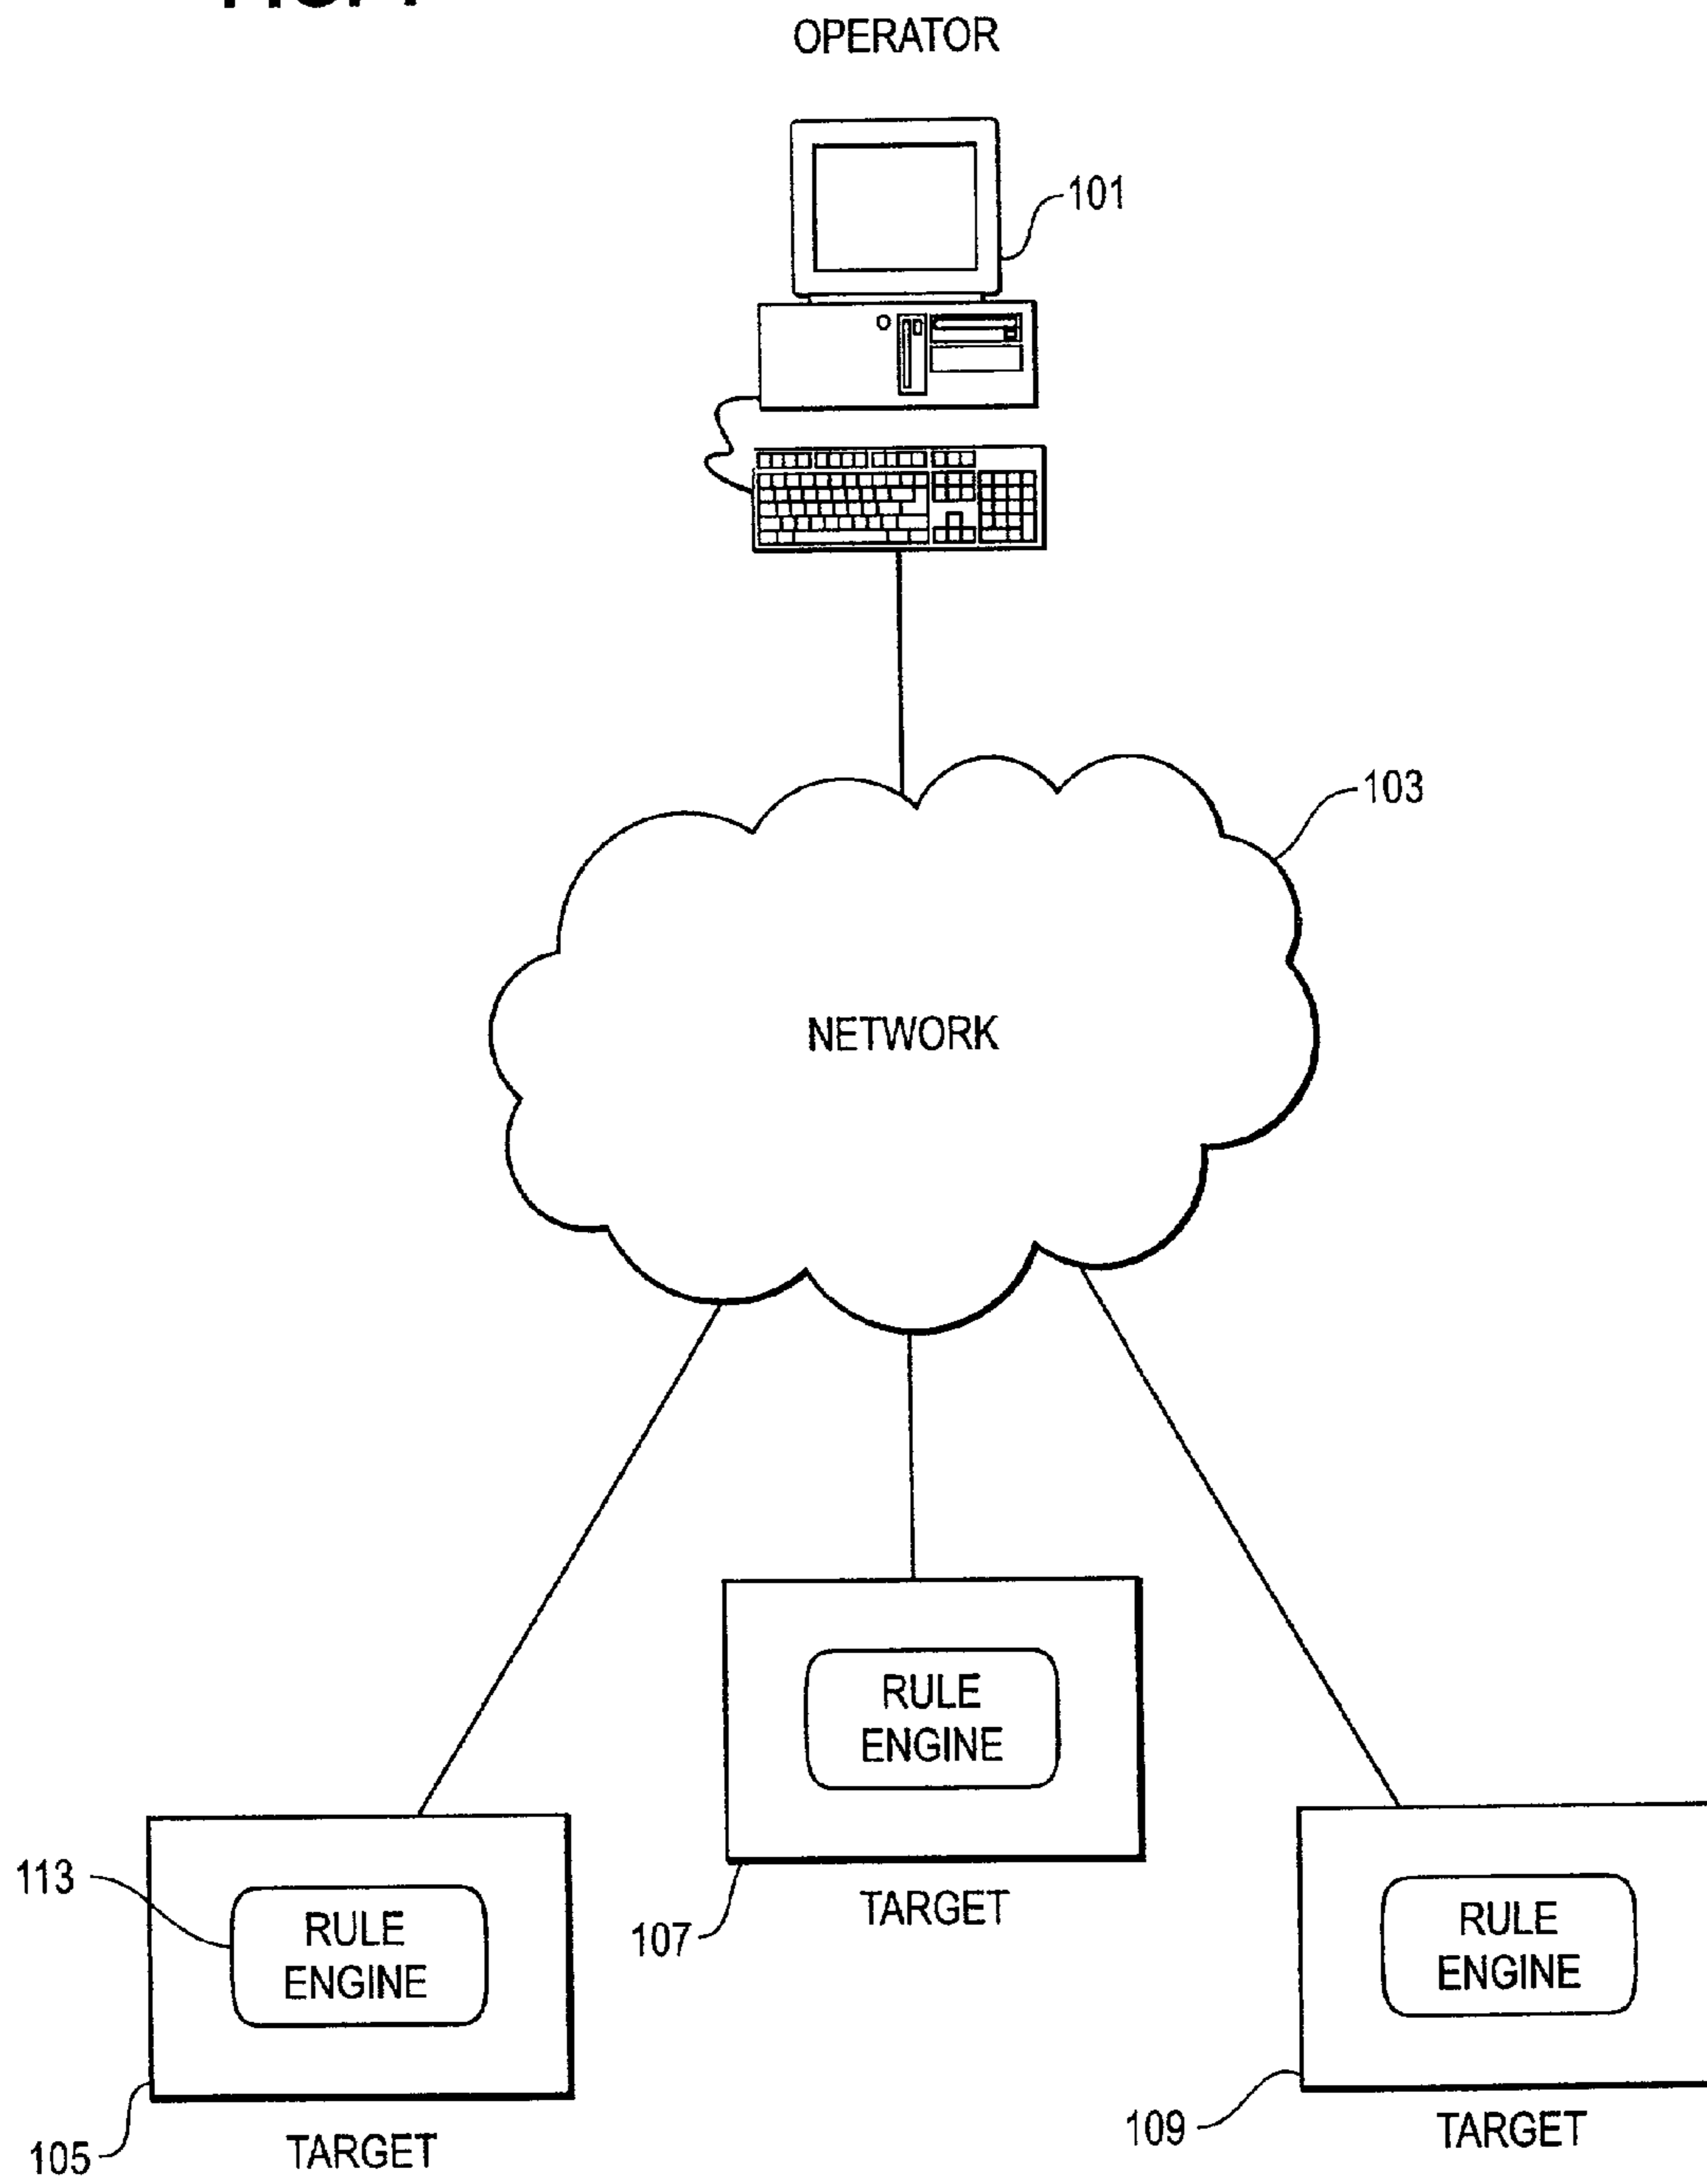 OPERATOR
101
103
NETWORK
RULE
ENGINE
113
RULE
ENGINE
107
TARGET
RULE
ENGINE
105
TARGET
109
TARGET